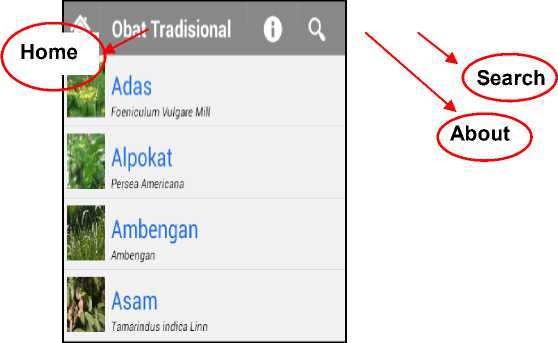 Obat Tradisional
Home
Search
About
Adas
Foeniculum Vulgare Mill
Alpokat
Persea Americana
Ambengan
Ambengan
Asam
Tamarindus indica Linn